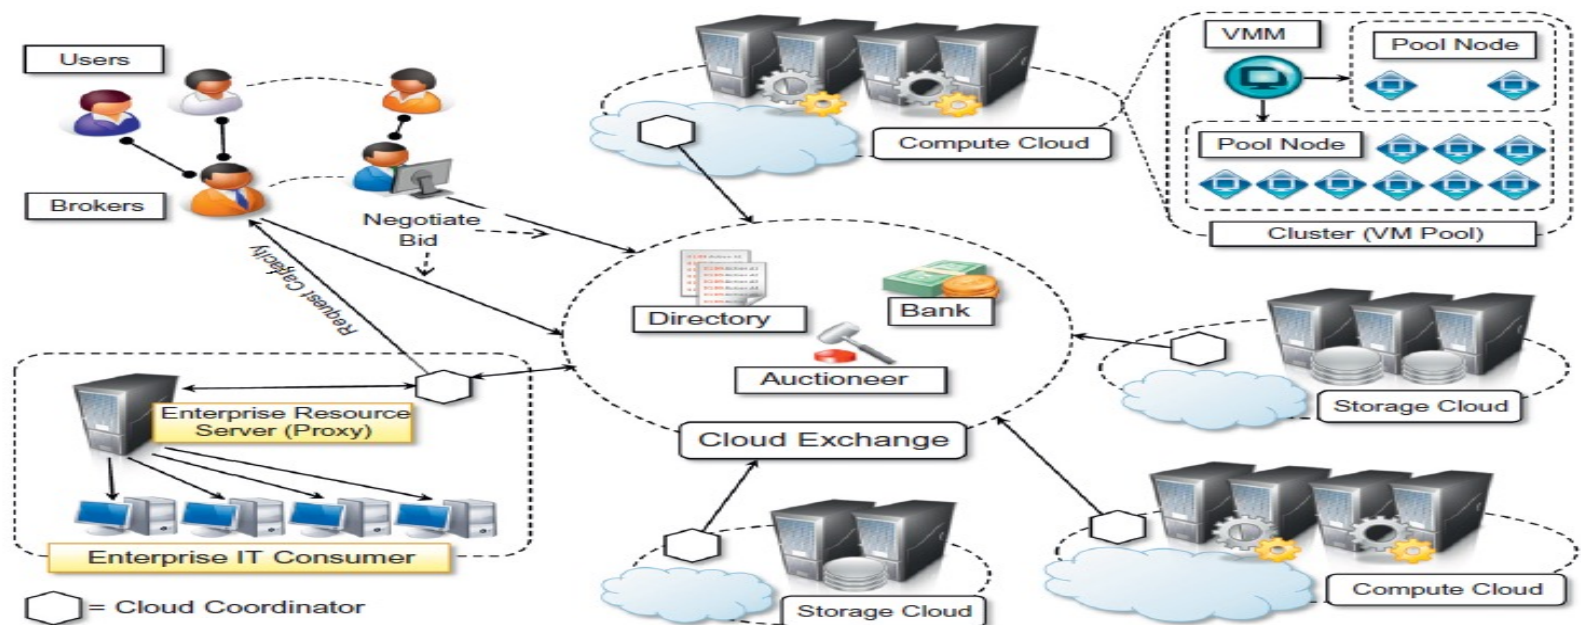 Users
Brokers
Negotiate
Bid
Request Capacity
Compute Cloud
VMM
Pool Node
Pool Node
Cluster (VM Pool)
Directory
Bank
Auctioneer
Cloud Exchange
Storage Cloud
Enterprise Resource
Server (Proxy)
Enterprise IT Consumer
= Cloud Coordinator
Storage Cloud
Compute Cloud